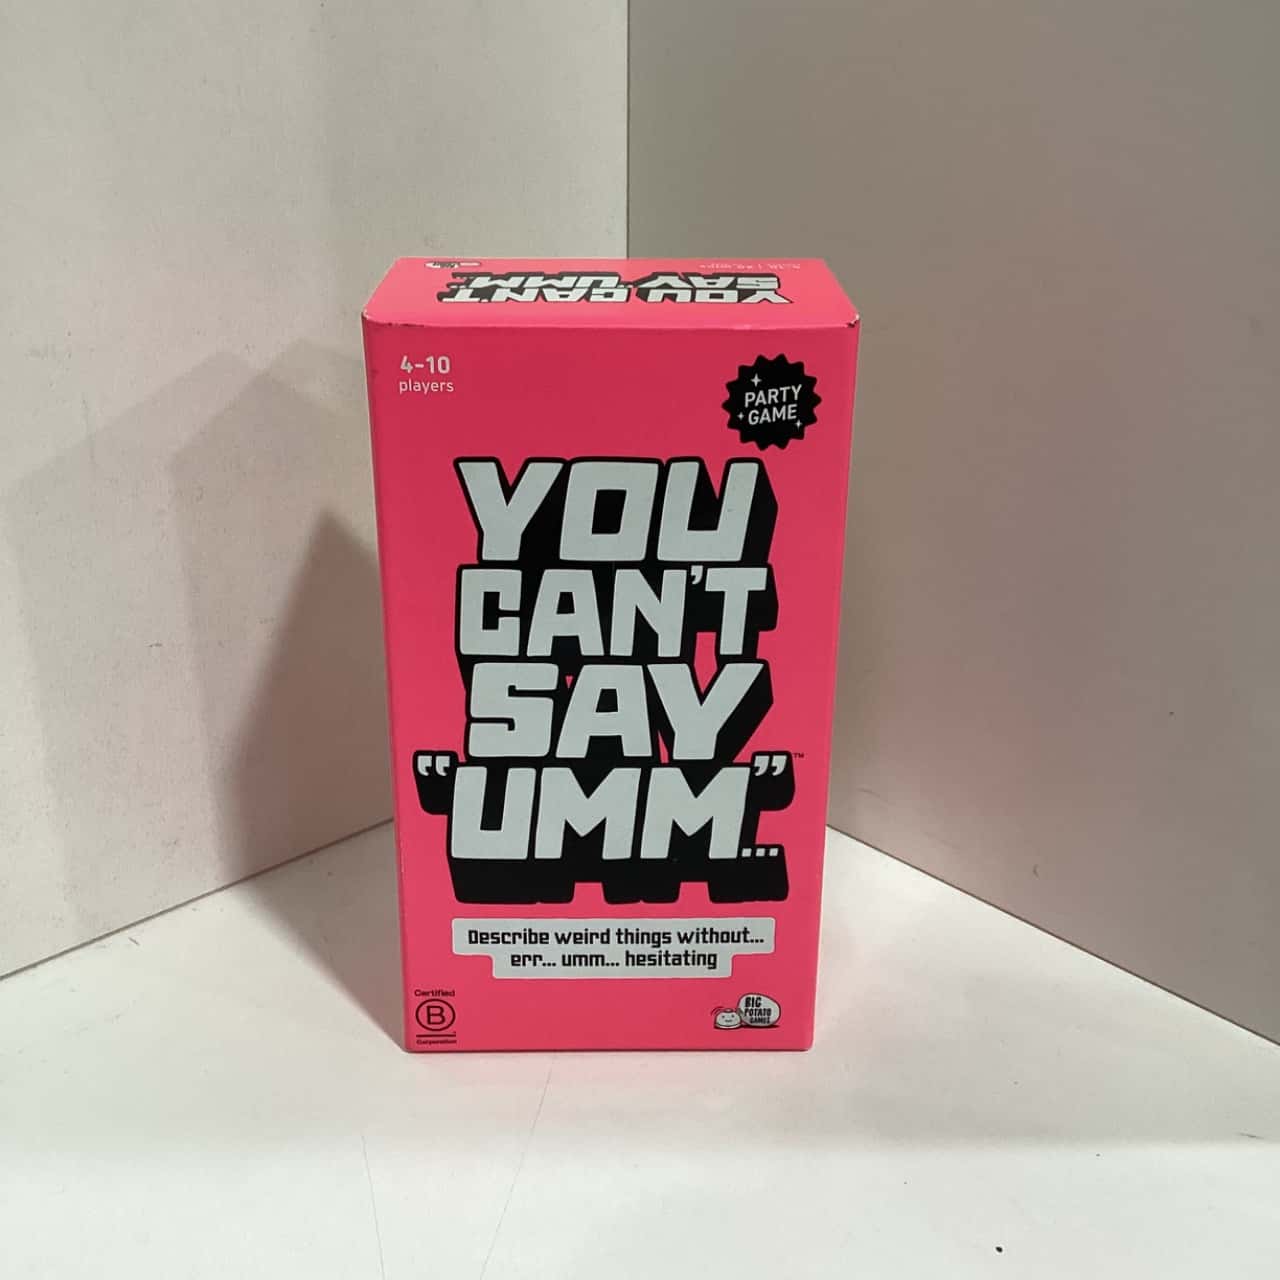 YOU CAN'T
SAY UMM
4-10
players
PARTY
GAME
YOU
CAN'T
SAY
“UMM”™
...
Describe weird things without...
err... umm... hesitating
Certified
B
Corporation
BIG
POTATO
GAMES